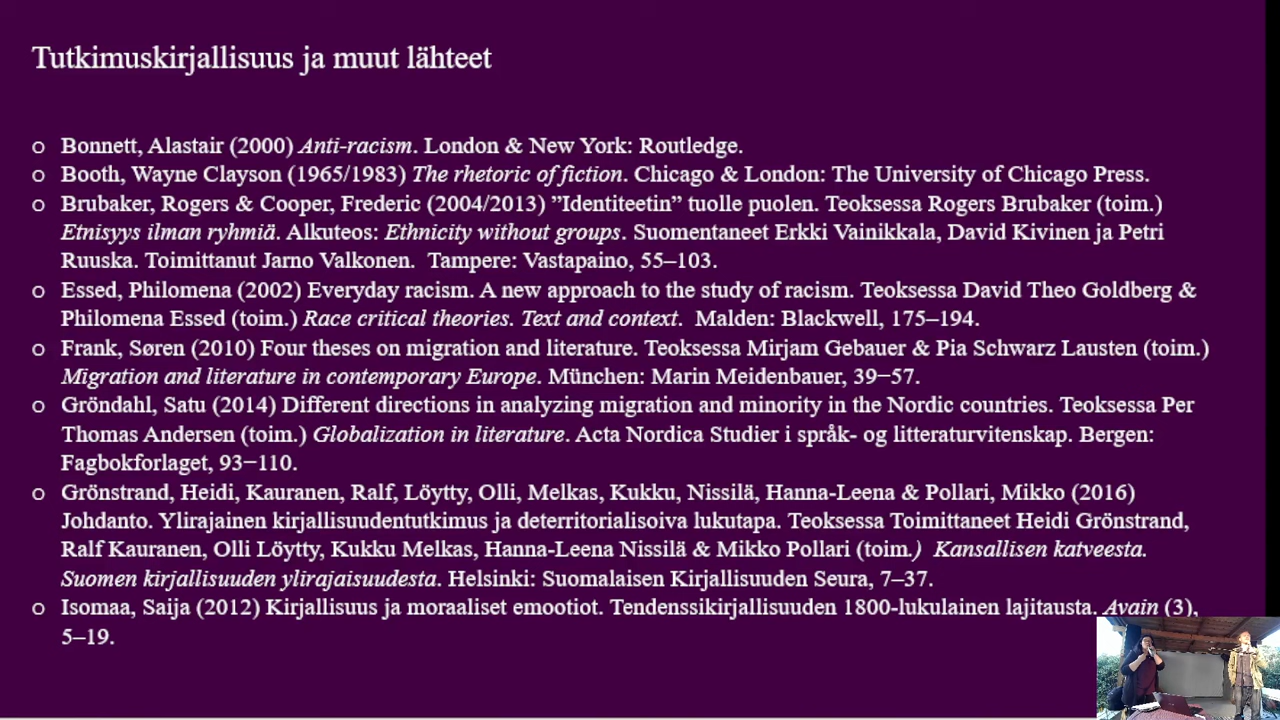 Tutkimuskirjallisuus ja muut lähteet
o Bonnett, Alastair (2000) Anti-racism. London & New York: Routledge.
o Booth, Wayne Clayson (1965/1983) The rhetoric of fiction. Chicago & London: The University of Chicago Press.
o Brubaker, Rogers & Cooper, Frederic (2004/2013) ”Identiteetin” tuolle puolen. Teoksessa Rogers Brubaker (toim.)
Etnisyys ilman ryhmiä. Alkuteos: Ethnicity without groups. Suomentaneet Erkki Vainikkala, David Kivinen ja Petri
Ruuska. Toimittanut Jarno Valkonen. Tampere: Vastapaino, 55–103.
o Essed, Philomena (2002) Everyday racism. A new approach to the study of racism. Teoksessa David Theo Goldberg &
Philomena Essed (toim.) Race critical theories. Text and context. Malden: Blackwell, 175–194.
o Frank, Søren (2010) Four theses on migration and literature. Teoksessa Mirjam Gebauer & Pia Schwarz Lausten (toim.)
Migration and literature in contemporary Europe. München: Marin Meidenbauer, 39−57.
o Gröndahl, Satu (2014) Different directions in analyzing migration and minority in the Nordic countries. Teoksessa Per
Thomas Andersen (toim.) Globalization in literature. Acta Nordica Studier i språk- og litteraturvitenskap. Bergen:
Fagbokforlaget, 93−110.
o Grönstrand, Heidi, Kauranen, Ralf, Löytty, Olli, Melkas, Kukku, Nissilä, Hanna-Leena & Pollari, Mikko (2016)
Johdanto. Ylirajainen kirjallisuudentutkimus ja deterritorialisoiva lukutapa. Teoksessa Toimittaneet Heidi Grönstrand,
Ralf Kauranen, Olli Löytty, Kukku Melkas, Hanna-Leena Nissilä & Mikko Pollari (toim.) Kansallisen katveesta.
Suomen kirjallisuuden ylirajaisuudesta. Helsinki: Suomalaisen Kirjallisuuden Seura, 7–37.
o Isomaa, Saija (2012) Kirjallisuus ja moraaliset emootiot. Tendenssikirjallisuuden 1800-lukulainen lajitausta. Avain (3),
5–19.